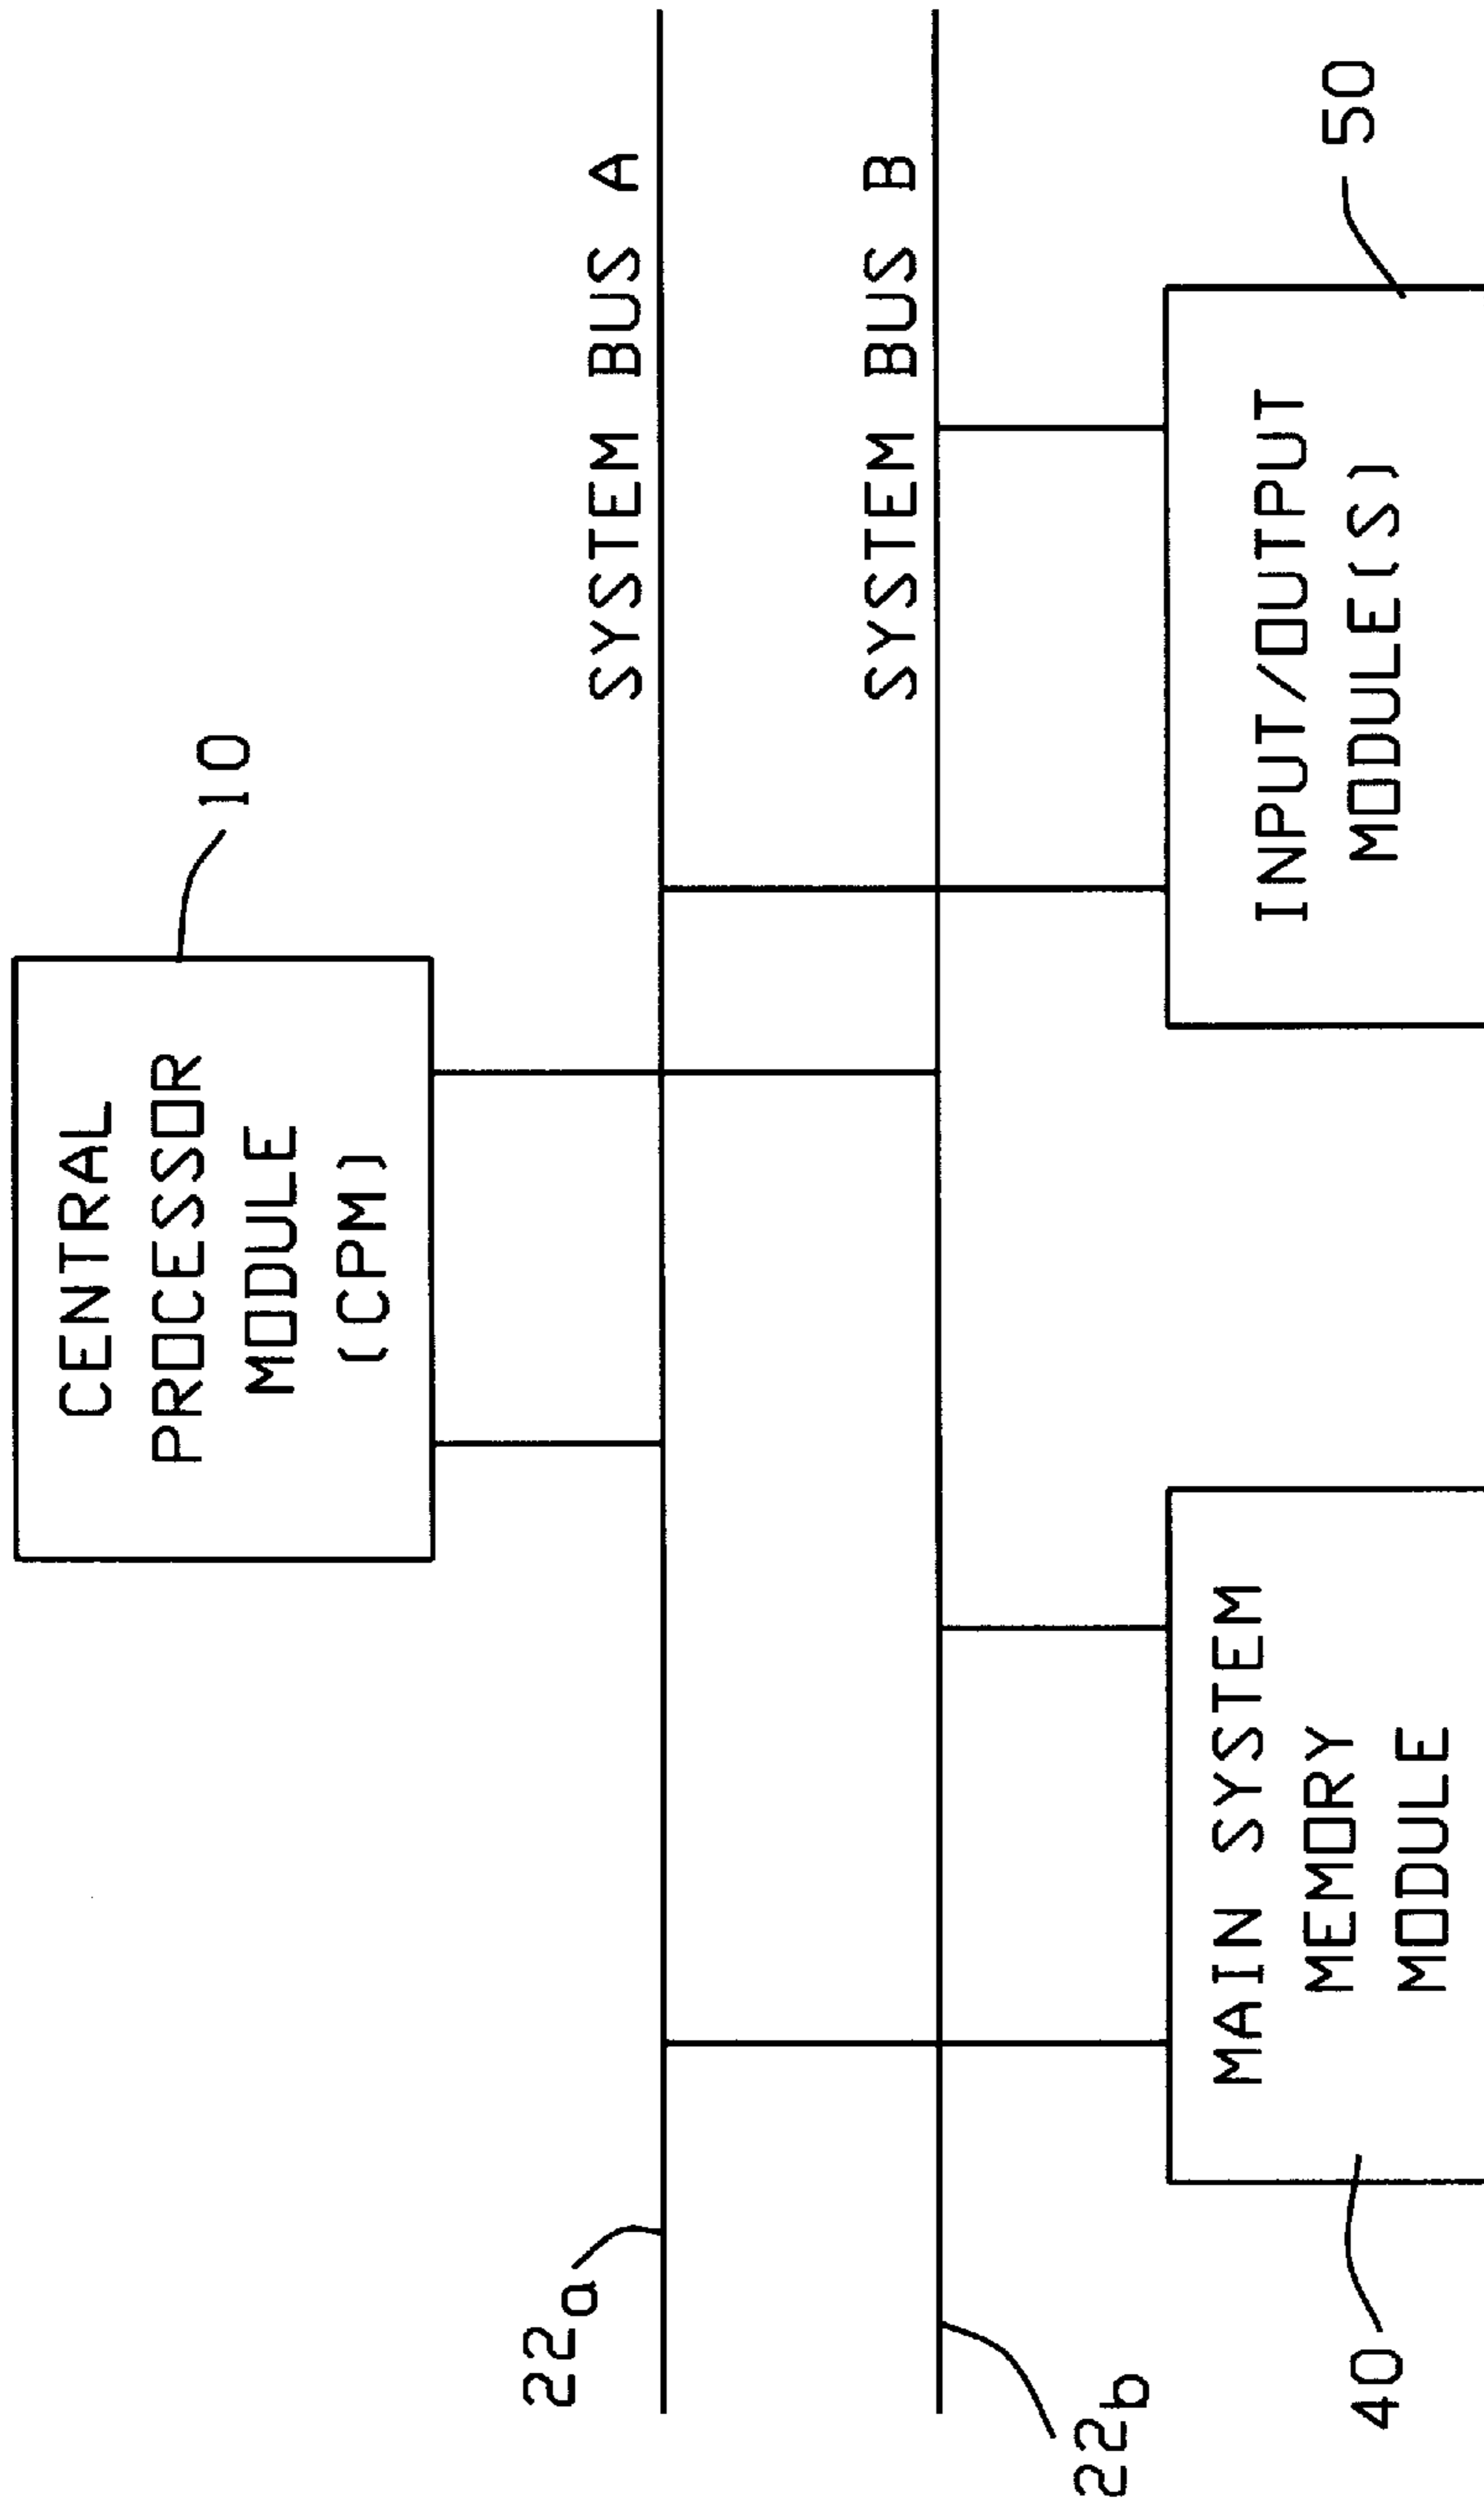 CENTRAL
PROCESSOR
MODULE
(CPM)
10
SYSTEM BUS A
22a
SYSTEM BUS B
22b
MAIN SYSTEM
MEMORY
MODULE
40
INPUT/OUTPUT
MODULE(S)
50